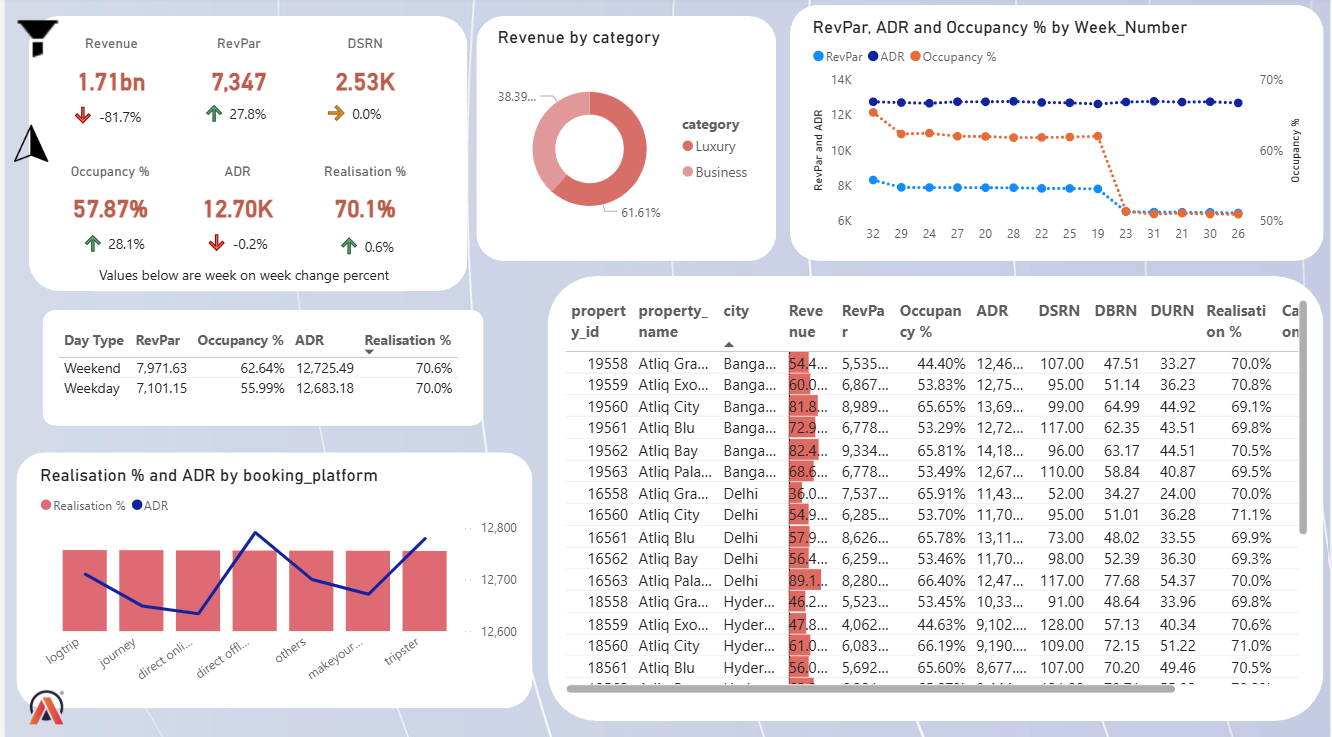 Revenue RevPar DSRN
1.71bn 7,347 2.53K
-81.7% 27.8% 0.0%
Occupancy % ADR Realisation %
57.87% 12.70K 70.1%
28.1% -0.2% 0.6%
Values below are week on week change percent
Revenue by category
38.39...
61.61%
category
Luxury
Business
RevPar, ADR and Occupancy % by Week_Number
RevPar ADR Occupancy %
14K 70%
12K
10K 60%
8K
6K 50%
RevPar and ADR
Occupancy %
32 29 24 27 20 28 22 25 19 23 31 21 30 26
Day Type RevPar Occupancy % ADR Realisation %
Weekend 7,971.63 62.64% 12,725.49 70.6%
Weekday 7,101.15 55.99% 12,683.18 70.0%
Realisation % and ADR by booking_platform
Realisation % ADR
12,800
12,700
12,600
logtrip journey direct onli... direct offl... others makeyour... tripster
propert property_ city Reve RevPa Occupan ADR DSRN DBRN DURN Realisati Ca
y_id name nue r cy % on % on
19558 Atliq Gra... Banga... 54.4... 5,535... 44.40% 12,46... 107.00 47.51 33.27 70.0%
19559 Atliq Exo... Banga... 60.0... 6,867... 53.83% 12,75... 95.00 51.14 36.23 70.8%
19560 Atliq City Banga... 81.8... 8,989... 65.65% 13,69... 99.00 64.99 44.92 69.1%
19561 Atliq Blu Banga... 72.9... 6,778... 53.29% 12,72... 117.00 62.35 43.51 69.8%
19562 Atliq Bay Banga... 82.4... 9,334... 65.81% 14,18... 96.00 63.17 44.51 70.5%
19563 Atliq Pala... Banga... 68.6... 6,778... 53.49% 12,67... 110.00 58.84 40.87 69.5%
16558 Atliq Gra... Delhi 36.0... 7,537... 65.91% 11,43... 52.00 34.27 24.00 70.0%
16560 Atliq City Delhi 54.9... 6,285... 53.70% 11,70... 95.00 51.01 36.28 71.1%
16561 Atliq Blu Delhi 57.9... 8,626... 65.78% 13,11... 73.00 48.02 33.55 69.9%
16562 Atliq Bay Delhi 56.4... 6,259... 53.46% 11,70... 98.00 52.39 36.30 69.3%
16563 Atliq Pala... Delhi 89.1... 8,280... 66.40% 12,47... 117.00 77.68 54.37 70.0%
18558 Atliq Gra... Hyder... 46.2... 5,523... 53.45% 10,33... 91.00 48.64 33.96 69.8%
18559 Atliq Exo... Hyder... 47.8... 4,062... 44.63% 9,102... 128.00 57.13 40.34 70.6%
18560 Atliq City Hyder... 61.0... 6,083... 66.19% 9,190... 109.00 72.15 51.22 71.0%
18561 Atliq Blu Hyder... 56.0... 5,692... 65.60% 8,677... 107.00 70.20 49.46 70.5%